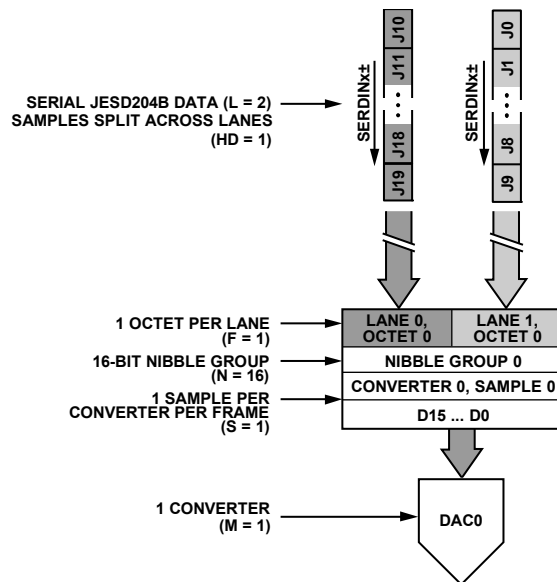 J10
J11
J18
J19
SERDINx±
J0
J1
J8
J9
SERDINx±
SERIAL JESD204B DATA (L = 2)
SAMPLES SPLIT ACROSS LANES
(HD = 1)
1 OCTET PER LANE
(F = 1)
LANE 0,
OCTET 0
LANE 1,
OCTET 0
16-BIT NIBBLE GROUP
(N = 16)
NIBBLE GROUP 0
1 SAMPLE PER
CONVERTER PER FRAME
(S = 1)
CONVERTER 0, SAMPLE 0
D15 ... D0
1 CONVERTER
(M = 1)
DAC0